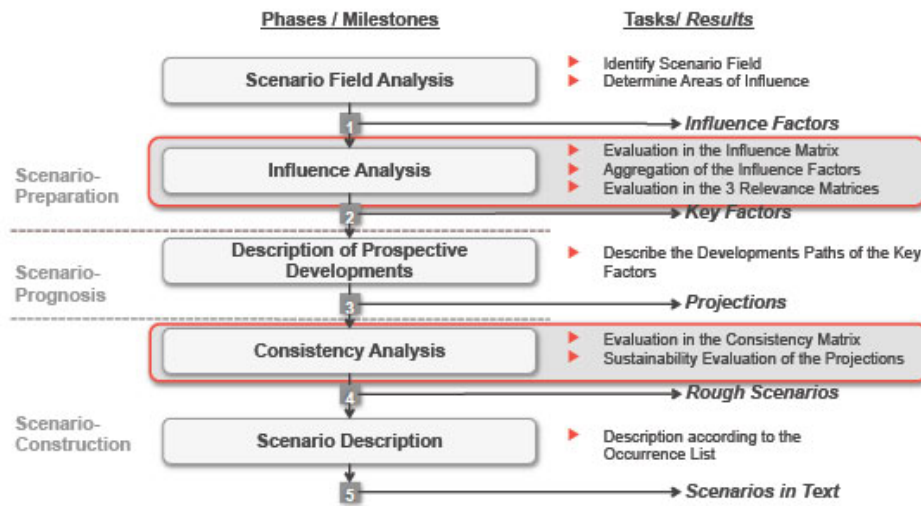 Phases / Milestones
Tasks/ Results
Scenario Field Analysis
Identify Scenario Field
Determine Areas of Influence
1
Influence Factors
Scenario-
Preparation
Influence Analysis
Evaluation in the Influence Matrix
Aggregation of the Influence Factors
Evaluation in the 3 Relevance Matrices
2
Key Factors
Scenario-
Prognosis
Description of Prospective
Developments
Describe the Developments Paths of the Key
Factors
3
Projections
Consistency Analysis
Evaluation in the Consistency Matrix
Sustainability Evaluation of the Projections
4
Rough Scenarios
Scenario-
Construction
Scenario Description
Description according to the
Occurrence List
5
Scenarios in Text